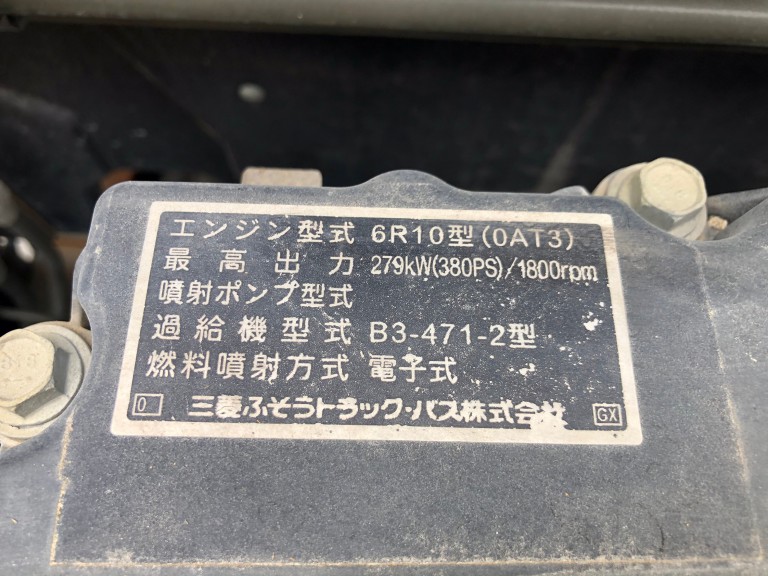 エンジン型式 6R10型(0AT3)
最高出力 279kW(380PS)/1800rpm
噴射ポンプ型式
過給機型式 B3-471-2型
燃料噴射方式 電子式
0 三菱ふそうトラック・バス株式会社 GX